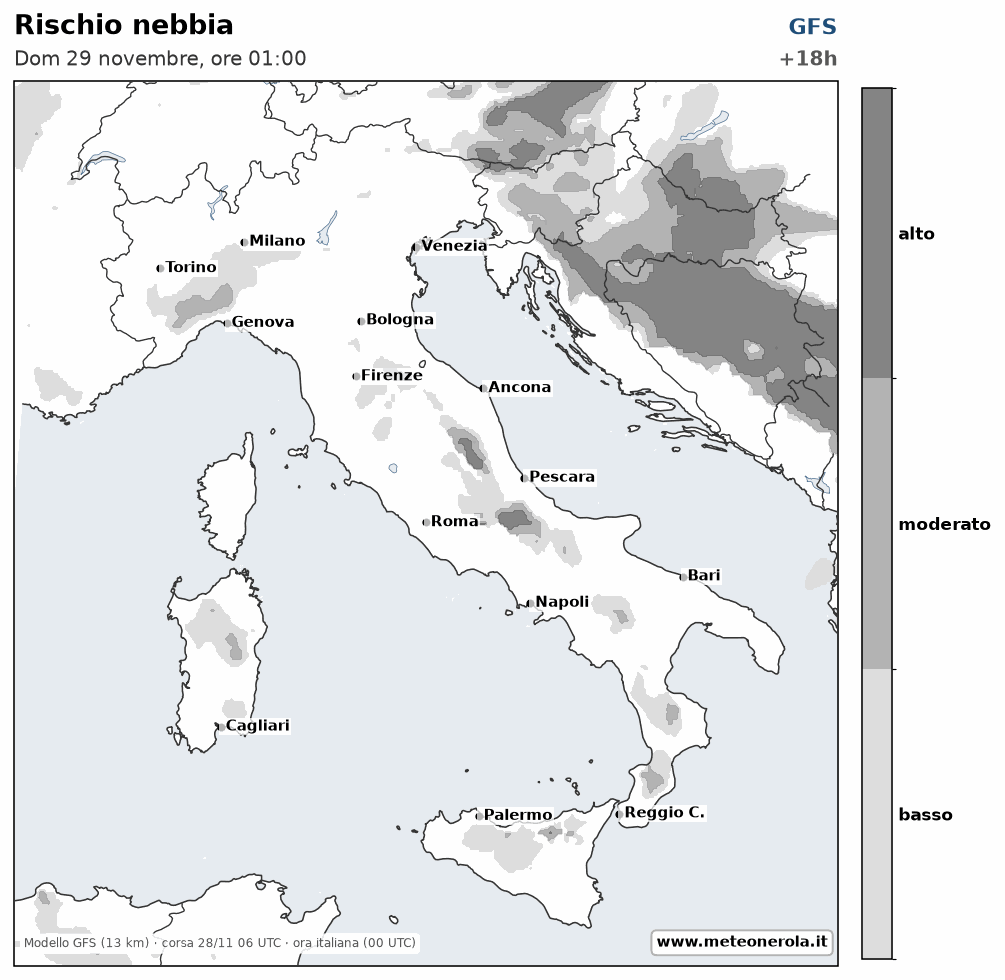 Rischio nebbia
GFS
Dom 29 novembre, ore 01:00
+18h
Milano
Venezia
Torino
Genova
Bologna
Firenze
Ancona
Pescara
Roma
Bari
Napoli
Cagliari
Palermo
Reggio C.
alto
moderato
basso
Modello GFS (13 km) · corsa 28/11 06 UTC · ora italiana (00 UTC)
www.meteonerola.it